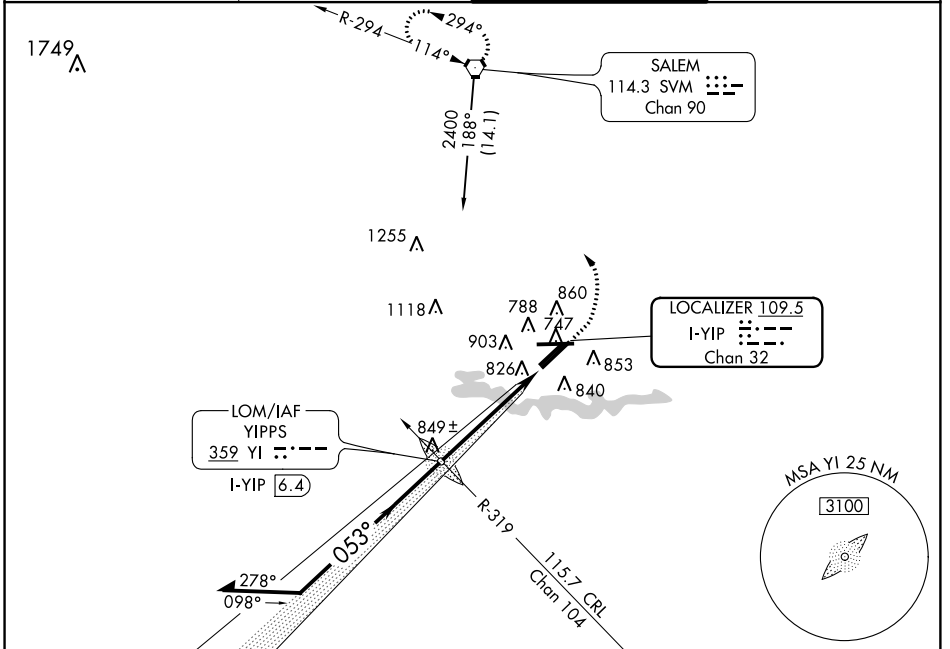 1749
R-294
294°
114°
SALEM
114.3 SVM
Chan 90
2400
188°
(14.1)
1255
1118
788
860
747
903
826
853
840
LOCALIZER 109.5
I-YIP
Chan 32
LOM/IAF
YIPPS
359 YI
I-YIP 6.4
849±
R-319
115.7 CRL
Chan 104
053°
278°
098°
MSA YI 25 NM
3100